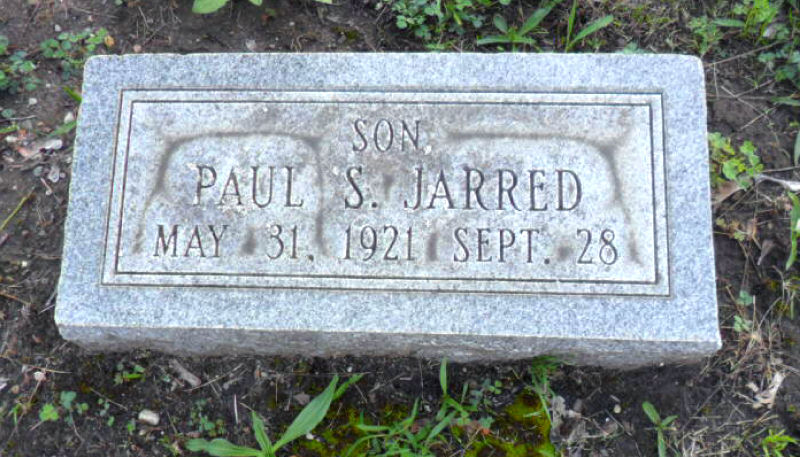 SON
PAUL S. JARRED
MAY 31, 1921 SEPT. 28